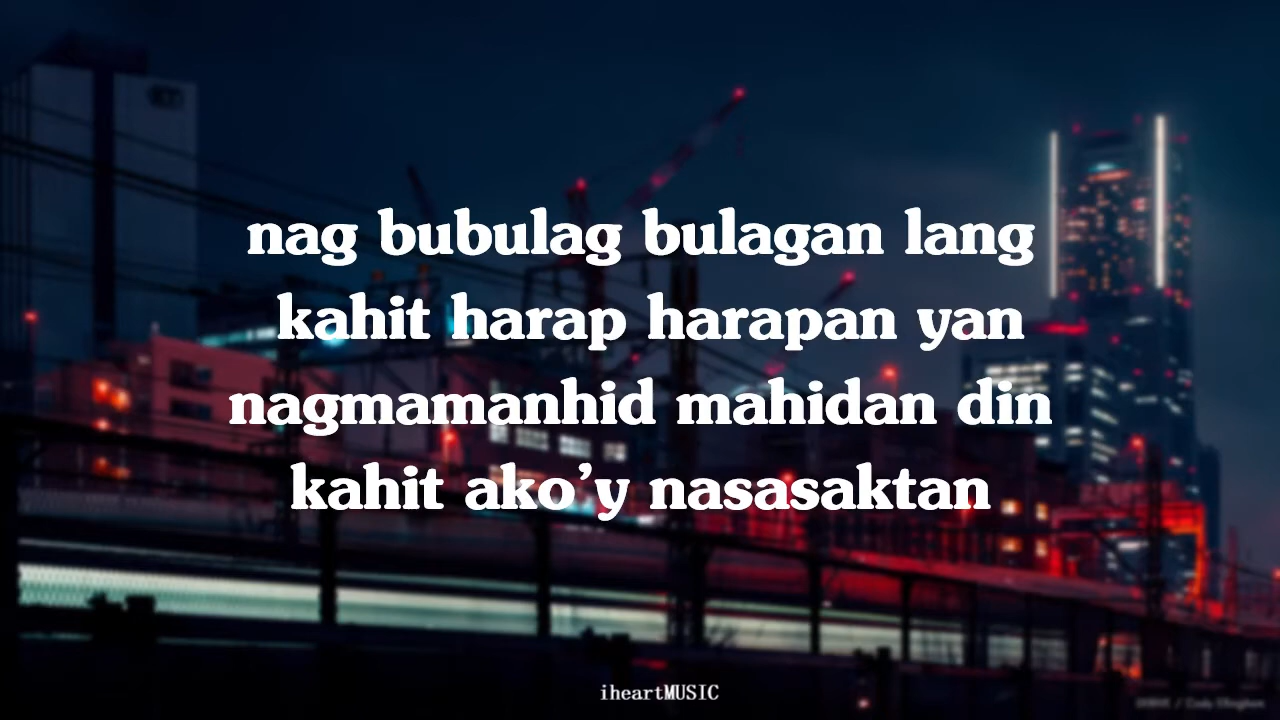 nag bubulag bulagan lang
kahit harap harapan yan
nagmamanhid mahidan din
kahit ako’y nasasaktan
iheartMUSIC